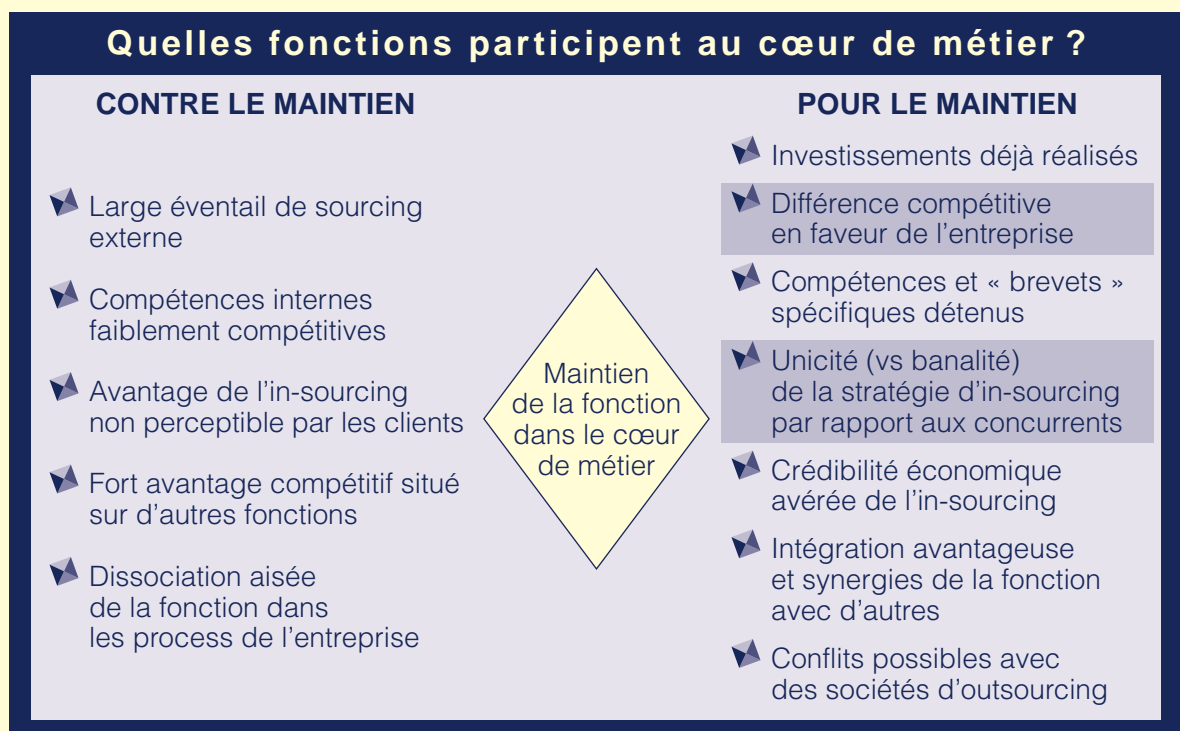 Quelles fonctions participent au cœur de métier ?
CONTRE LE MAINTIEN
Large éventail de sourcing
externe
Compétences internes
faiblement compétitives
Avantage de l’in-sourcing
non perceptible par les clients
Fort avantage compétitif situé
sur d’autres fonctions
Dissociation aisée
de la fonction dans
les process de l’entreprise
Maintien
de la fonction
dans le cœur
de métier
POUR LE MAINTIEN
Investissements déjà réalisés
Différence compétitive
en faveur de l’entreprise
Compétences et « brevets »
spécifiques détenus
Unicité (vs banalité)
de la stratégie d’in-sourcing
par rapport aux concurrents
Crédibilité économique
avérée de l’in-sourcing
Intégration avantageuse
et synergies de la fonction
avec d’autres
Conflits possibles avec
des sociétés d’outsourcing